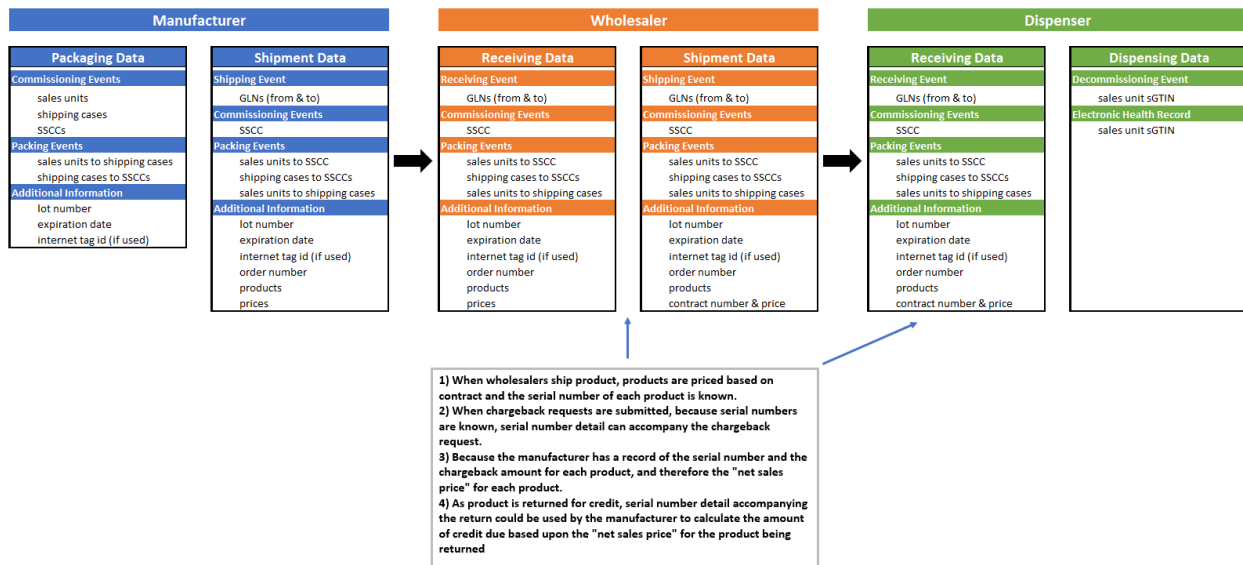 Manufacturer
Packaging Data
Commissioning Events
sales units
shipping cases
SSCCs
Packing Events
sales units to shipping cases
shipping cases to SSCCs
Additional Information
lot number
expiration date
internet tag id (if used)
Shipment Data
Shipping Event
GLNs (from & to)
Commissioning Events
SSCC
Packing Events
sales units to SSCC
shipping cases to SSCCs
sales units to shipping cases
Additional Information
lot number
expiration date
internet tag id (if used)
order number
products
prices
Wholesaler
Receiving Data
Receiving Event
GLNs (from & to)
Commissioning Events
SSCC
Packing Events
sales units to SSCC
shipping cases to SSCCs
sales units to shipping cases
Additional Information
lot number
expiration date
internet tag id (if used)
order number
products
prices
Shipment Data
Shipping Event
GLNs (from & to)
Commissioning Events
SSCC
Packing Events
sales units to SSCC
shipping cases to SSCCs
sales units to shipping cases
Additional Information
lot number
expiration date
internet tag id (if used)
order number
products
contract number & price
Dispenser
Receiving Data
Receiving Event
GLNs (from & to)
Commissioning Events
SSCC
Packing Events
sales units to SSCC
shipping cases to SSCCs
sales units to shipping cases
Additional Information
lot number
expiration date
internet tag id (if used)
order number
products
contract number & price
Dispensing Data
Decommissioning Event
sales unit sGTIN
Electronic Health Record
sales unit sGTIN
1) When wholesalers ship product, products are priced based on
contract and the serial number of each product is known.
2) When chargeback requests are submitted, because serial numbers
are known, serial number detail can accompany the chargeback
request.
3) Because the manufacturer has a record of the serial number and the
chargeback amount for each product, and therefore the "net sales
price" for each product.
4) As product is returned for credit, serial number detail accompanying
the return could be used by the manufacturer to calculate the amount
of credit due based upon the "net sales price" for the product being
returned